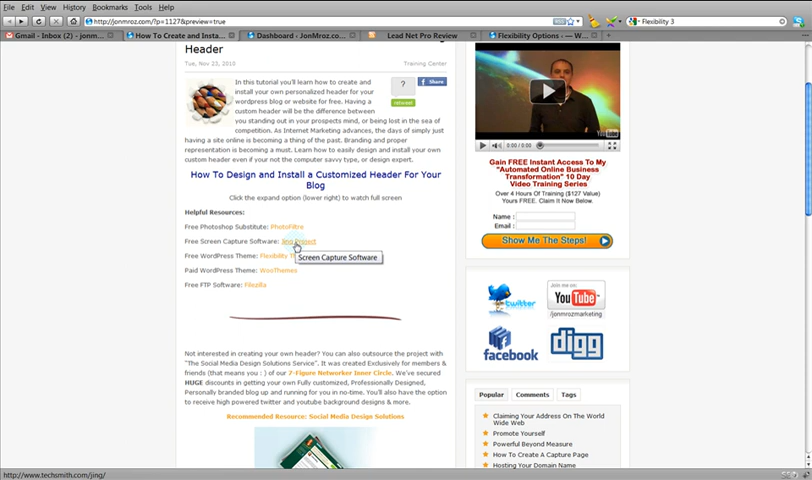 File Edit View History Bookmarks Tools Help
http://jonmroz.com/?p=1127&preview=true
Flexibility 3
Gmail - Inbox (2) - jonm...
How To Create and Instal...
Dashboard ‹ JonMroz.co...
Lead Net Pro Review
Flexibility Options ‹ — W...
Header
Tue, Nov 23, 2010
Training Center
In this tutorial you'll learn how to create and
install your own personalized header for your
wordpress blog or website for free. Having a
custom header will be the difference between
you standing out in your prospects mind, or being lost in the sea of
competition. As Internet Marketing advances, the days of simply just
having a site online is becoming a thing of the past. Branding and proper
representation is becoming a must. Learn how to easily design and install your own
custom header even if your not the computer savvy type, or design expert.
?
retweet
Share
How To Design and Install a Customized Header For Your
Blog
Click the expand option (lower right) to watch full screen
Helpful Resources:
Free Photoshop Substitute: PhotoFiltre
Free Screen Capture Software: Jing Project
Screen Capture Software
Free WordPress Theme: Flexibility
Paid WordPress Theme: WooThemes
Free FTP Software: Filezilla
Not interested in creating your own header? You can also outsource the project with
"The Social Media Design Solutions Service". It was created Exclusively for members &
friends (that means you : ) of our 7-Figure Networker Inner Circle. We've secured
HUGE discounts in getting your own Fully customized, Professionally Designed,
Personally branded blog up and running for you in no-time. You'll also have the option
to receive high powered twitter and youtube background designs & more.
Recommended Resource: Social Media Design Solutions
0:00 / 0:00
YouTube
Gain FREE Instant Access To My
"Automated Online Business
Transformation" 10 Day
Video Training Series
Over 4 Hours Of Training ($127 Value)
Yours FREE. Claim It Now Below.
Name :
Email :
Show Me The Steps!
twitter
Join me on...
YouTube
/jonmrozmarketing
facebook
digg
Popular Comments Tags
Claiming Your Address On The World
Wide Web
Promote Yourself
Powerful Beyond Measure
How To Create A Capture Page
Hosting Your Domain Name
http://www.techsmith.com/jing/